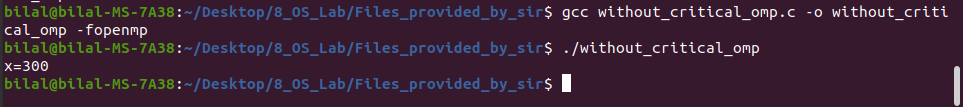 bilal@bilal-MS-7A38:~/Desktop/8_OS_Lab/Files_provided_by_sir$ gcc without_critical_omp.c -o without_criti
cal_omp -fopenmp
bilal@bilal-MS-7A38:~/Desktop/8_OS_Lab/Files_provided_by_sir$ ./without_critical_omp
x=300
bilal@bilal-MS-7A38:~/Desktop/8_OS_Lab/Files_provided_by_sir$